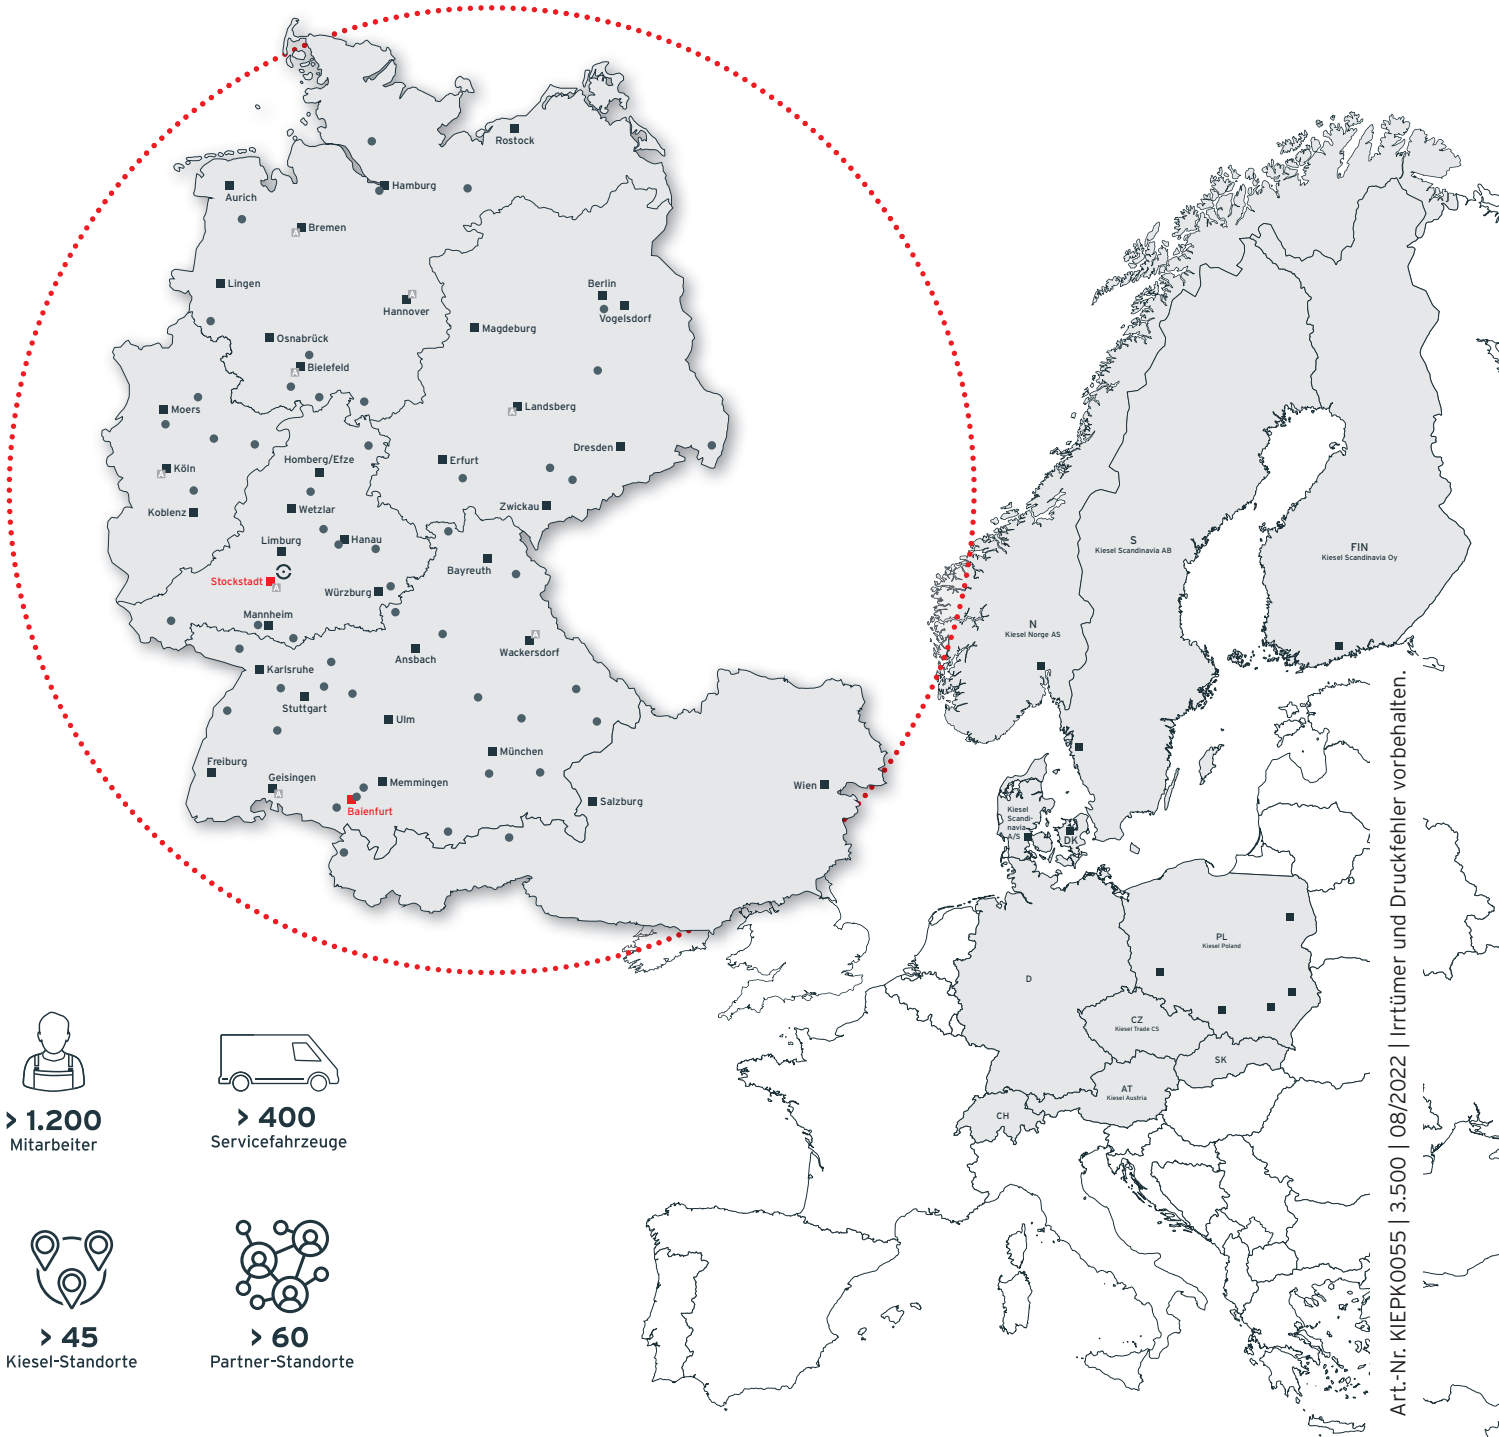 Rostock
Hamburg
Aurich
Bremen
A
Lingen
Berlin
A
Hannover
Vogelsdorf
Magdeburg
Osnabrück
Bielefeld
A
Moers
Landsberg
A
Dresden
Homberg/Efze
Erfurt
Köln
A
Zwickau
Wetzlar
Koblenz
Limburg
Hanau
Bayreuth
Stockstadt
A
Würzburg
Mannheim
A
Wackersdorf
Ansbach
Karlsruhe
Stuttgart
Ulm
München
Freiburg
Geisingen
A
Memmingen
Baienfurt
Salzburg
Wien
S
Kiesel Scandinavia AB
FIN
Kiesel Scandinavia Oy
N
Kiesel Norge AS
Kiesel
Scandi-
navia
A/S
DK
PL
Kiesel Poland
D
CZ
Kiesel Trade CS
SK
AT
Kiesel Austria
CH
> 1.200
Mitarbeiter
> 400
Servicefahrzeuge
> 45
Kiesel-Standorte
> 60
Partner-Standorte
Art.-Nr. KIEPK0055 | 3.500 | 08/2022 | Irrtümer und Druckfehler vorbehalten.